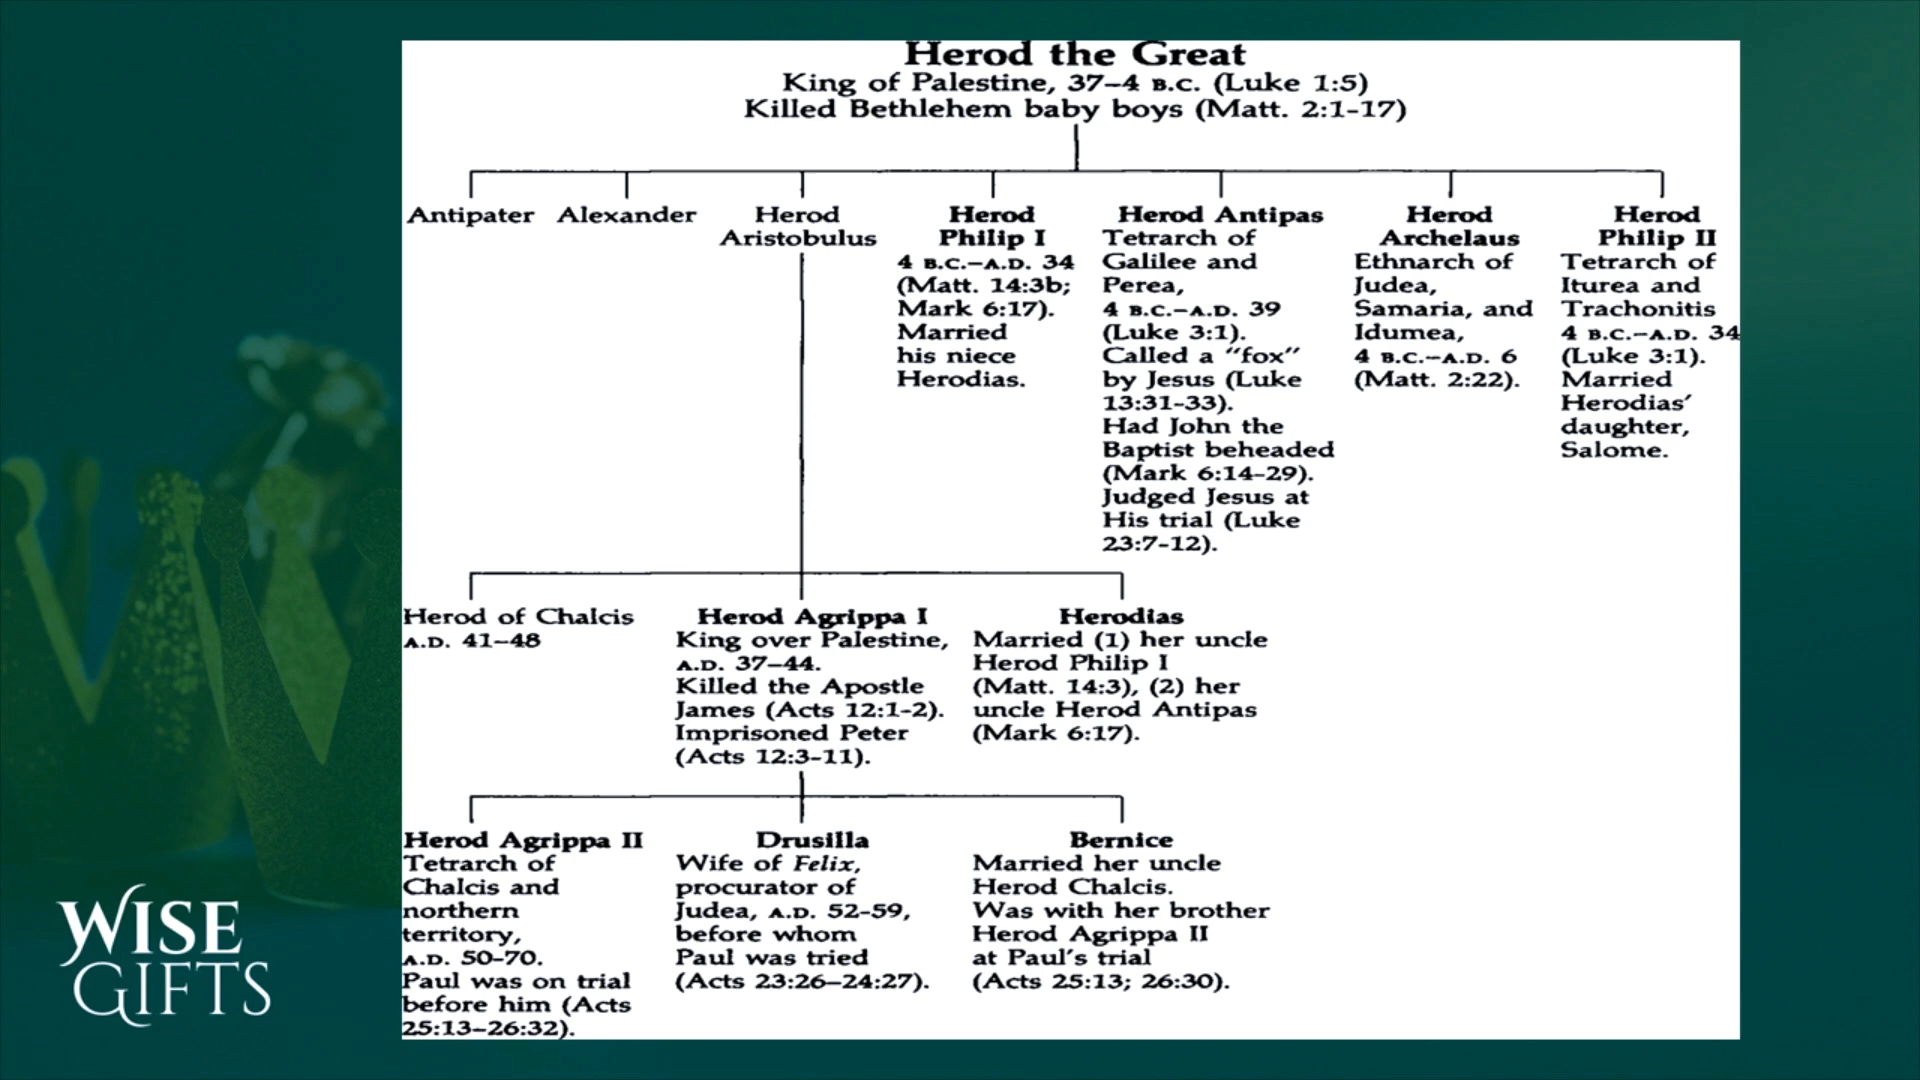 Herod the Great
King of Palestine, 37–4 B.C. (Luke 1:5)
Killed Bethlehem baby boys (Matt. 2:1-17)
Antipater
Alexander
Herod
Aristobulus
Herod
Philip I
4 B.C.–A.D. 34
(Matt. 14:3b;
Mark 6:17).
Married
his niece
Herodias.
Herod Antipas
Tetrarch of
Galilee and
Perea,
4 B.C.–A.D. 39
(Luke 3:1).
Called a “fox”
by Jesus (Luke
13:31-33).
Had John the
Baptist beheaded
(Mark 6:14-29).
Judged Jesus at
His trial (Luke
23:7-12).
Herod
Archelaus
Ethnarch of
Judea,
Samaria, and
Idumea,
4 B.C.–A.D. 6
(Matt. 2:22).
Herod
Philip II
Tetrarch of
Iturea and
Trachonitis
4 B.C.–A.D. 34
(Luke 3:1).
Married
Herodias’
daughter,
Salome.
Herod of Chalcis
A.D. 41–48
Herod Agrippa I
King over Palestine,
A.D. 37–44.
Killed the Apostle
James (Acts 12:1-2).
Imprisoned Peter
(Acts 12:3-11).
Herodias
Married (1) her uncle
Herod Philip I
(Matt. 14:3), (2) her
uncle Herod Antipas
(Mark 6:17).
Herod Agrippa II
Tetrarch of
Chalcis and
northern
territory,
A.D. 50-70.
Paul was on trial
before him (Acts
25:13–26:32).
Drusilla
Wife of Felix,
procurator of
Judea, A.D. 52-59,
before whom
Paul was tried
(Acts 23:26–24:27).
Bernice
Married her uncle
Herod Chalcis.
Was with her brother
Herod Agrippa II
at Paul’s trial
(Acts 25:13; 26:30).
WISE
GIFTS